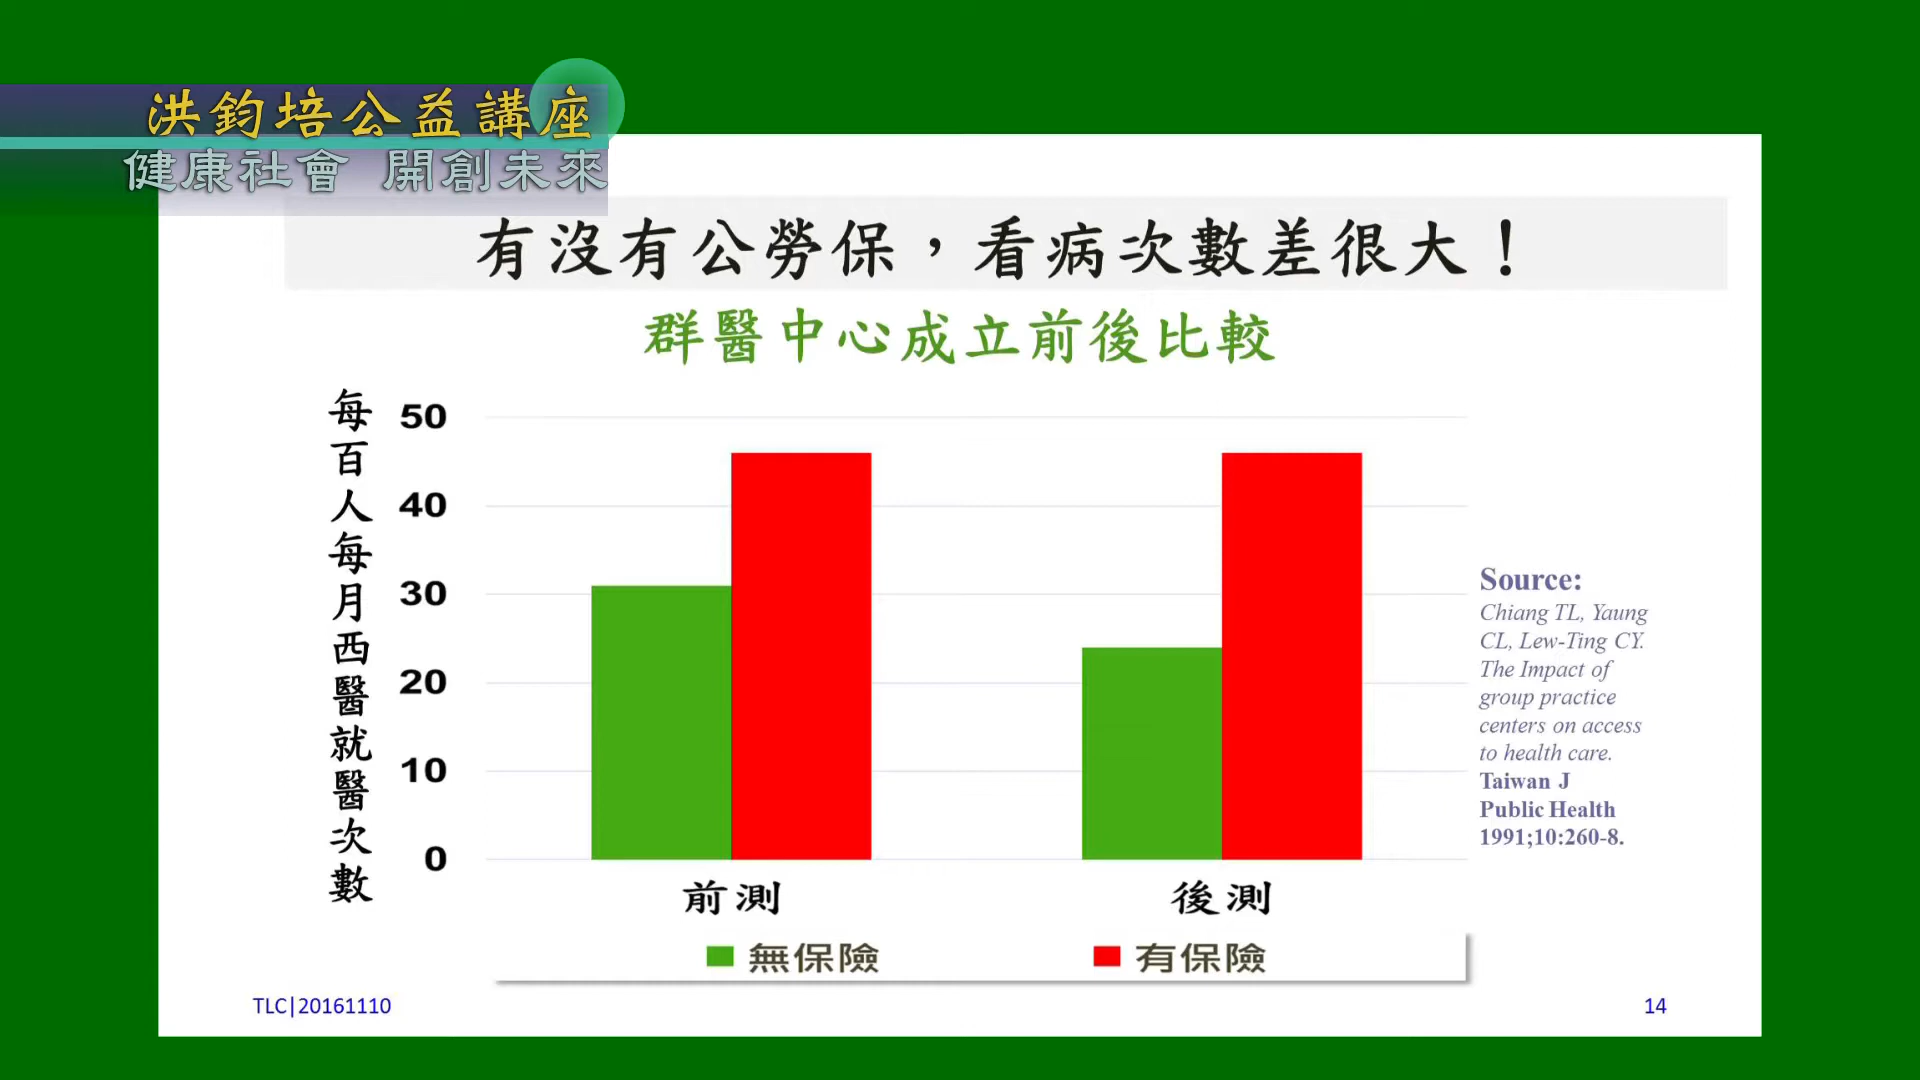 洪鈞培公益講座
健康社會 開創未來
有沒有公勞保，看病次數差很大！
群醫中心成立前後比較
每百人每月西醫就醫次數
50
40
30
20
10
0
前測
後測
無保險
有保險
Source:
Chiang TL, Yaung
CL, Lew-Ting CY.
The Impact of
group practice
centers on access
to health care.
Taiwan J
Public Health
1991;10:260-8.
TLC|20161110
14